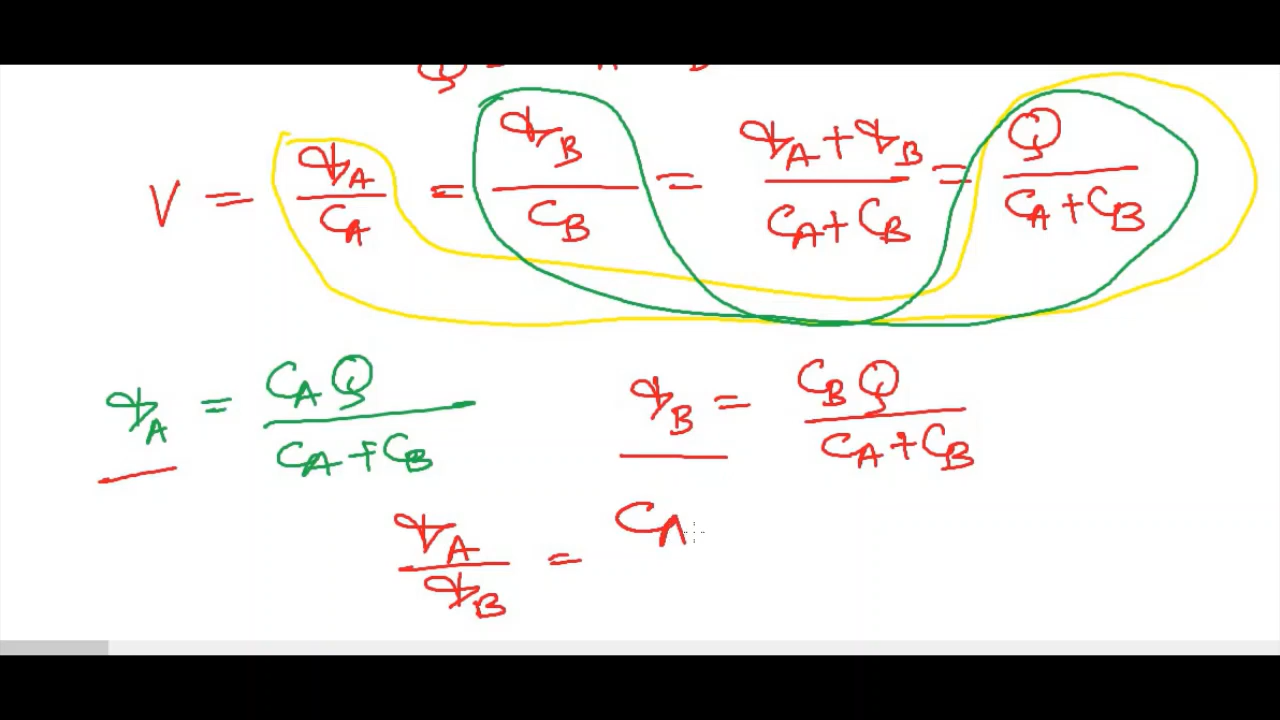 V = q_A / C_A = q_B / C_B = (q_A + q_B) / (C_A + C_B) = Q / (C_A + C_B)
q_A = C_A Q / (C_A + C_B)    q_B = C_B Q / (C_A + C_B)
q_A / q_B = C_A